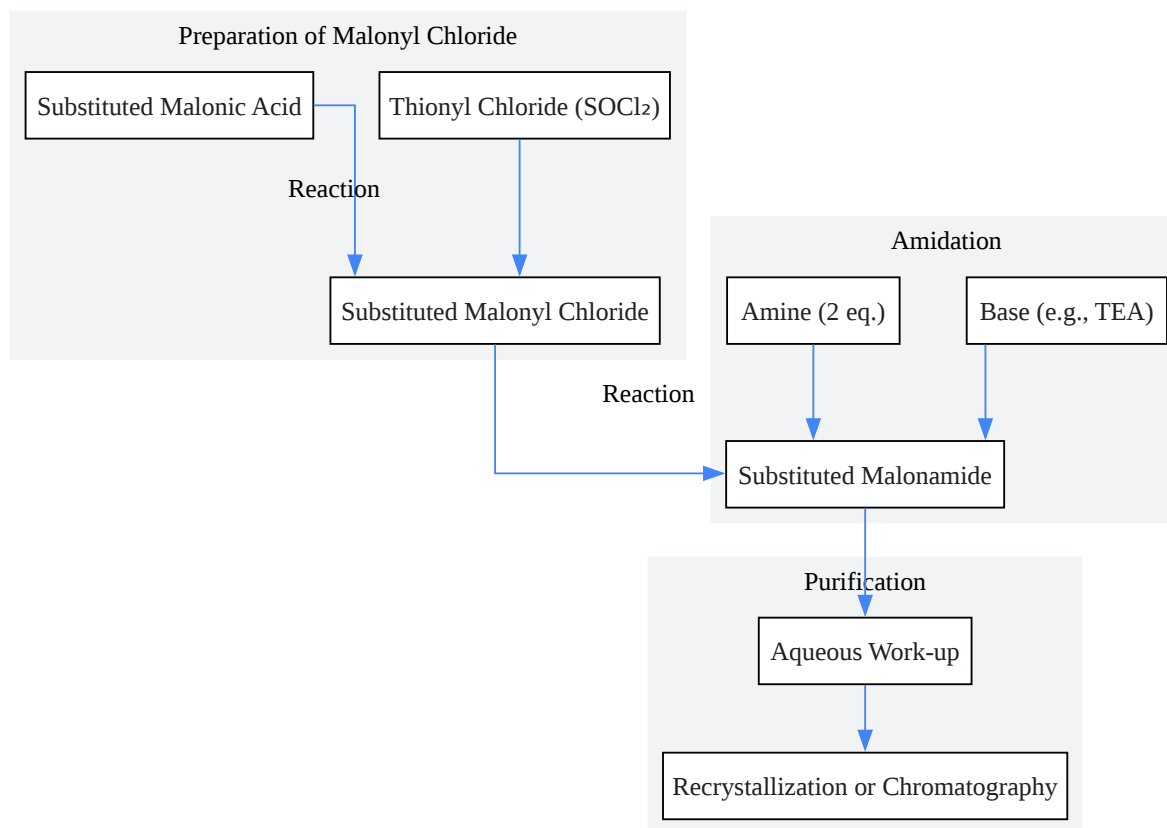 Preparation of Malonyl Chloride
Substituted Malonic Acid
Thionyl Chloride (SOCl₂)
Reaction
Substituted Malonyl Chloride
Amidation
Amine (2 eq.)
Base (e.g., TEA)
Reaction
Substituted Malonamide
Purification
Aqueous Work-up
Recrystallization or Chromatography